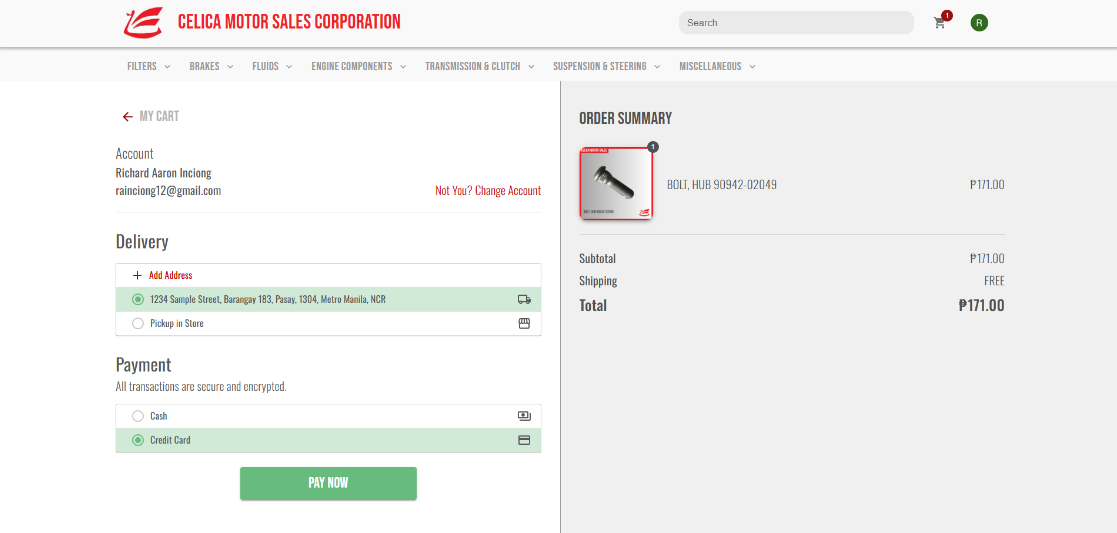 CELICA MOTOR SALES CORPORATION
Search
1
R
FILTERS
BRAKES
FLUIDS
ENGINE COMPONENTS
TRANSMISSION & CLUTCH
SUSPENSION & STEERING
MISCELLANEOUS
MY CART
Account
Richard Aaron Inciong
rainciong12@gmail.com
Not You? Change Account
Delivery
Add Address
1234 Sample Street, Barangay 183, Pasay, 1304, Metro Manila, NCR
Pickup in Store
Payment
All transactions are secure and encrypted.
Cash
Credit Card
PAY NOW
ORDER SUMMARY
1
BOLT, HUB 90942-02049
₱171.00
Subtotal
₱171.00
Shipping
FREE
Total
₱171.00